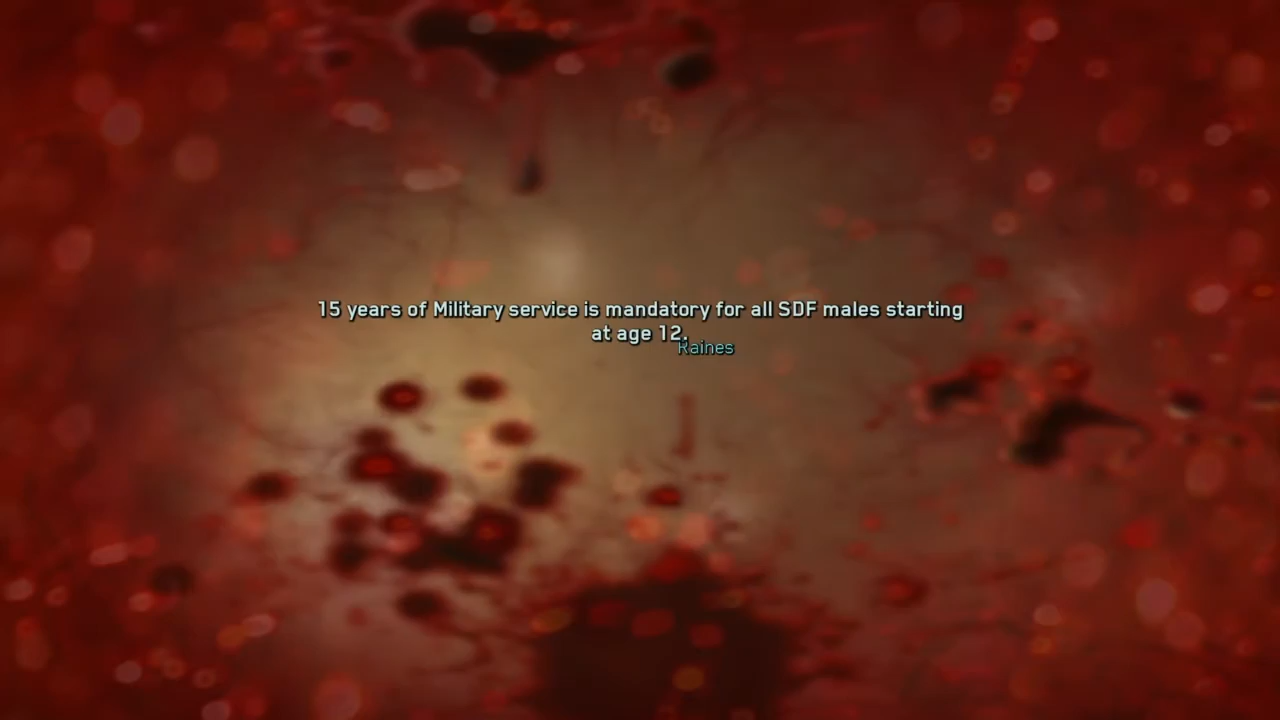 15 years of Military service is mandatory for all SDF males starting
at age 12.
Raines